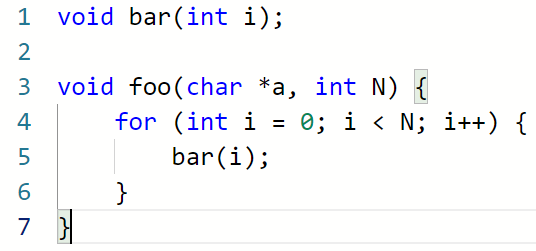 1 void bar(int i);
2
3 void foo(char *a, int N) {
4     for (int i = 0; i < N; i++) {
5         bar(i);
6     }
7 }